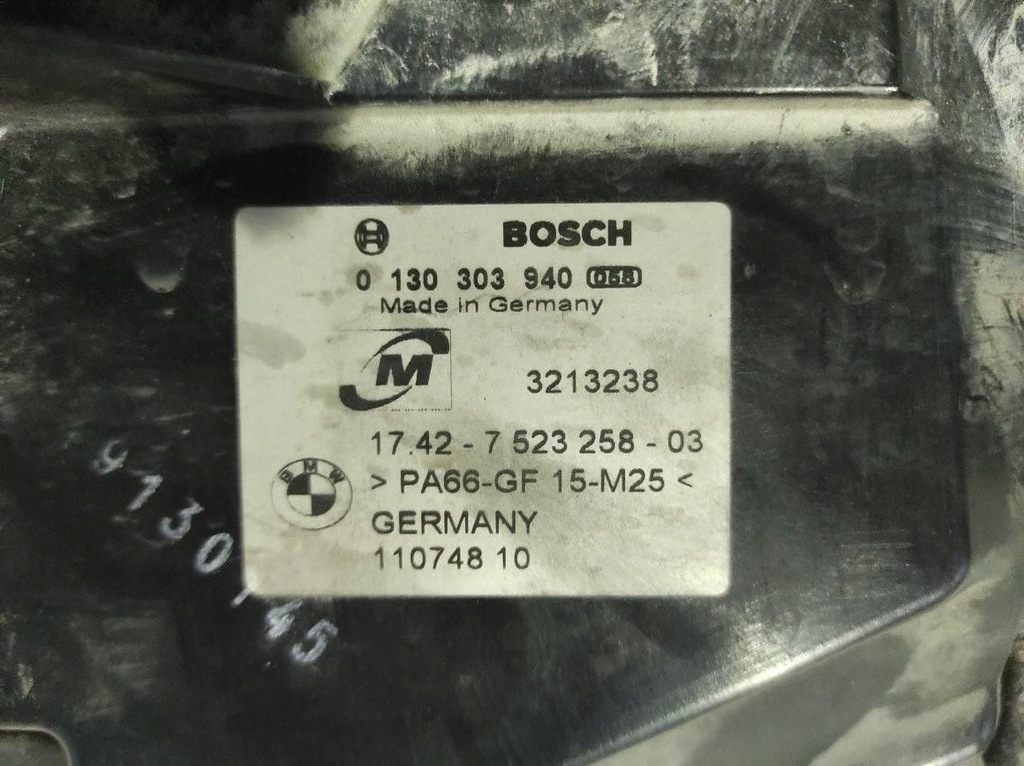 BOSCH
0 130 303 940 058
Made in Germany
M
3213238
17.42 - 7 523 258 - 03
BMW
> PA66-GF 15-M25 <
GERMANY
110748 10